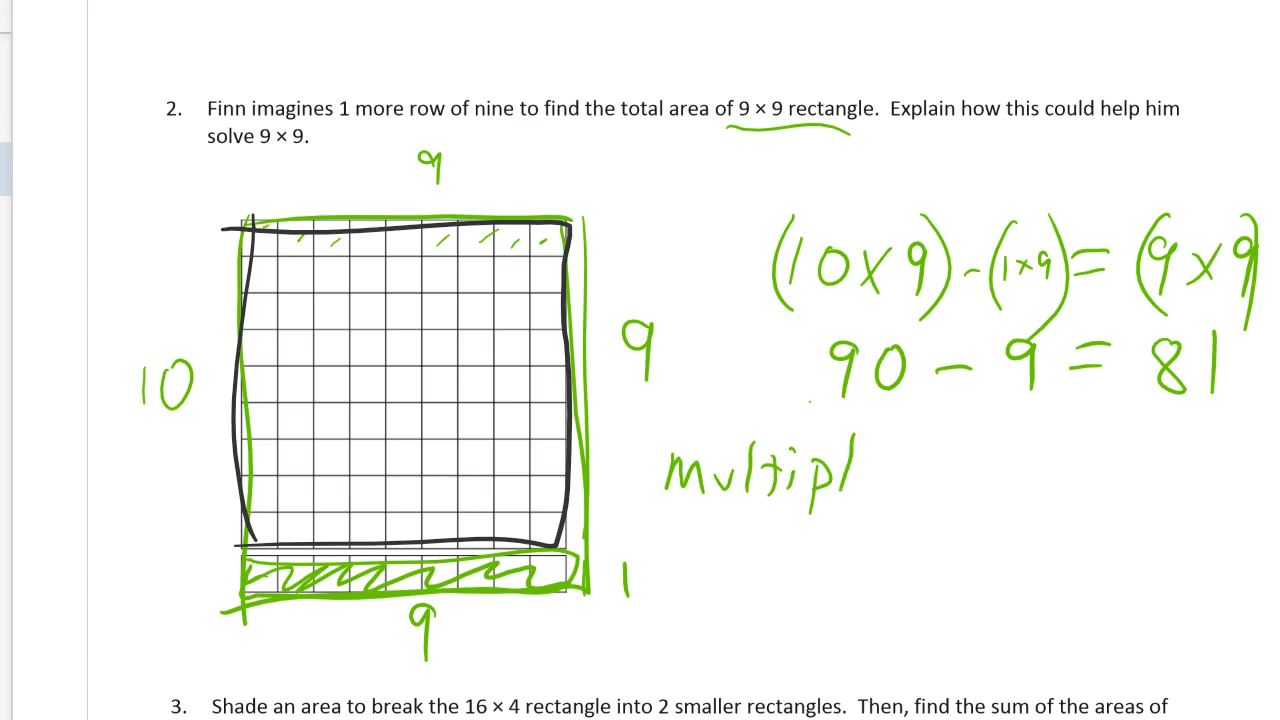 2. Finn imagines 1 more row of nine to find the total area of 9 × 9 rectangle. Explain how this could help him
solve 9 × 9.
9
(10 x 9) - (1 x 9) = (9 x 9)
9
90 - 9 = 81
10
multipl
1
9
3. Shade an area to break the 16 × 4 rectangle into 2 smaller rectangles. Then, find the sum of the areas of